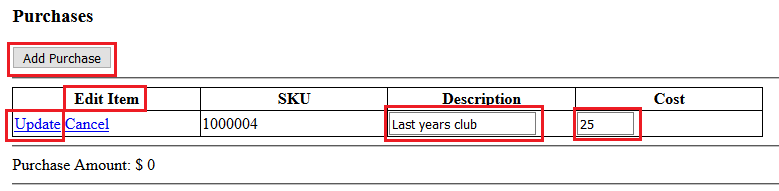 Purchases
Add Purchase
Edit Item SKU Description Cost
Update Cancel 1000004 Last years club 25
Purchase Amount: $ 0